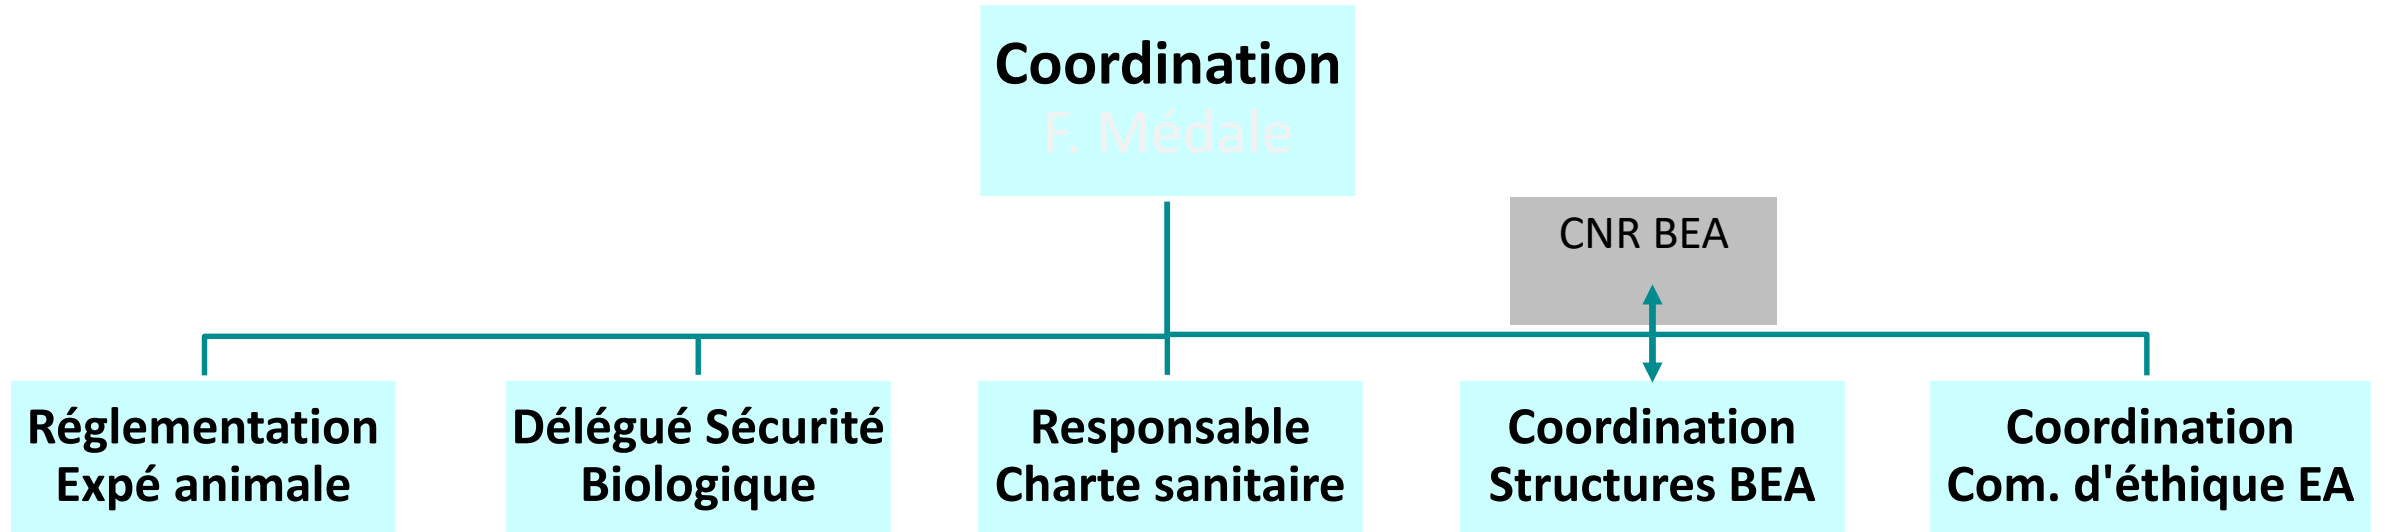 Coordination
F. Médale
CNR BEA
Réglementation
Expé animale
Délégué Sécurité
Biologique
Responsable
Charte sanitaire
Coordination
Structures BEA
Coordination
Com. d'éthique EA